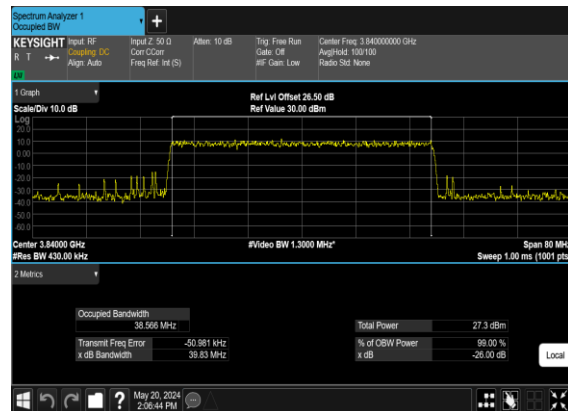 Spectrum Analyzer 1
Occupied BW
+
KEYSIGHT
R T
LW
Input: RF
Coupling: DC
Align: Auto
Input Z: 50 Ω
Corr CCorr
Freq Ref: Int (S)
Atten: 10 dB
Trig: Free Run
Gate: Off
#IF Gain: Low
Center Freq: 3.840000000 GHz
Avg|Hold: 100/100
Radio Std: None
1 Graph
Scale/Div 10.0 dB
Ref Lvl Offset 26.50 dB
Ref Value 30.00 dBm
Log
20.0
10.0
0.00
-10.0
-20.0
-30.0
-40.0
-50.0
-60.0
Center 3.84000 GHz
#Res BW 430.00 kHz
#Video BW 1.3000 MHz*
Span 80 MHz
Sweep 1.00 ms (1001 pts
2 Metrics
Occupied Bandwidth
38.566 MHz
Transmit Freq Error -50.981 kHz
x dB Bandwidth 39.83 MHz
Total Power 27.3 dBm
% of OBW Power 99.00 %
x dB -26.00 dB
Local
?
May 20, 2024
2:06:44 PM